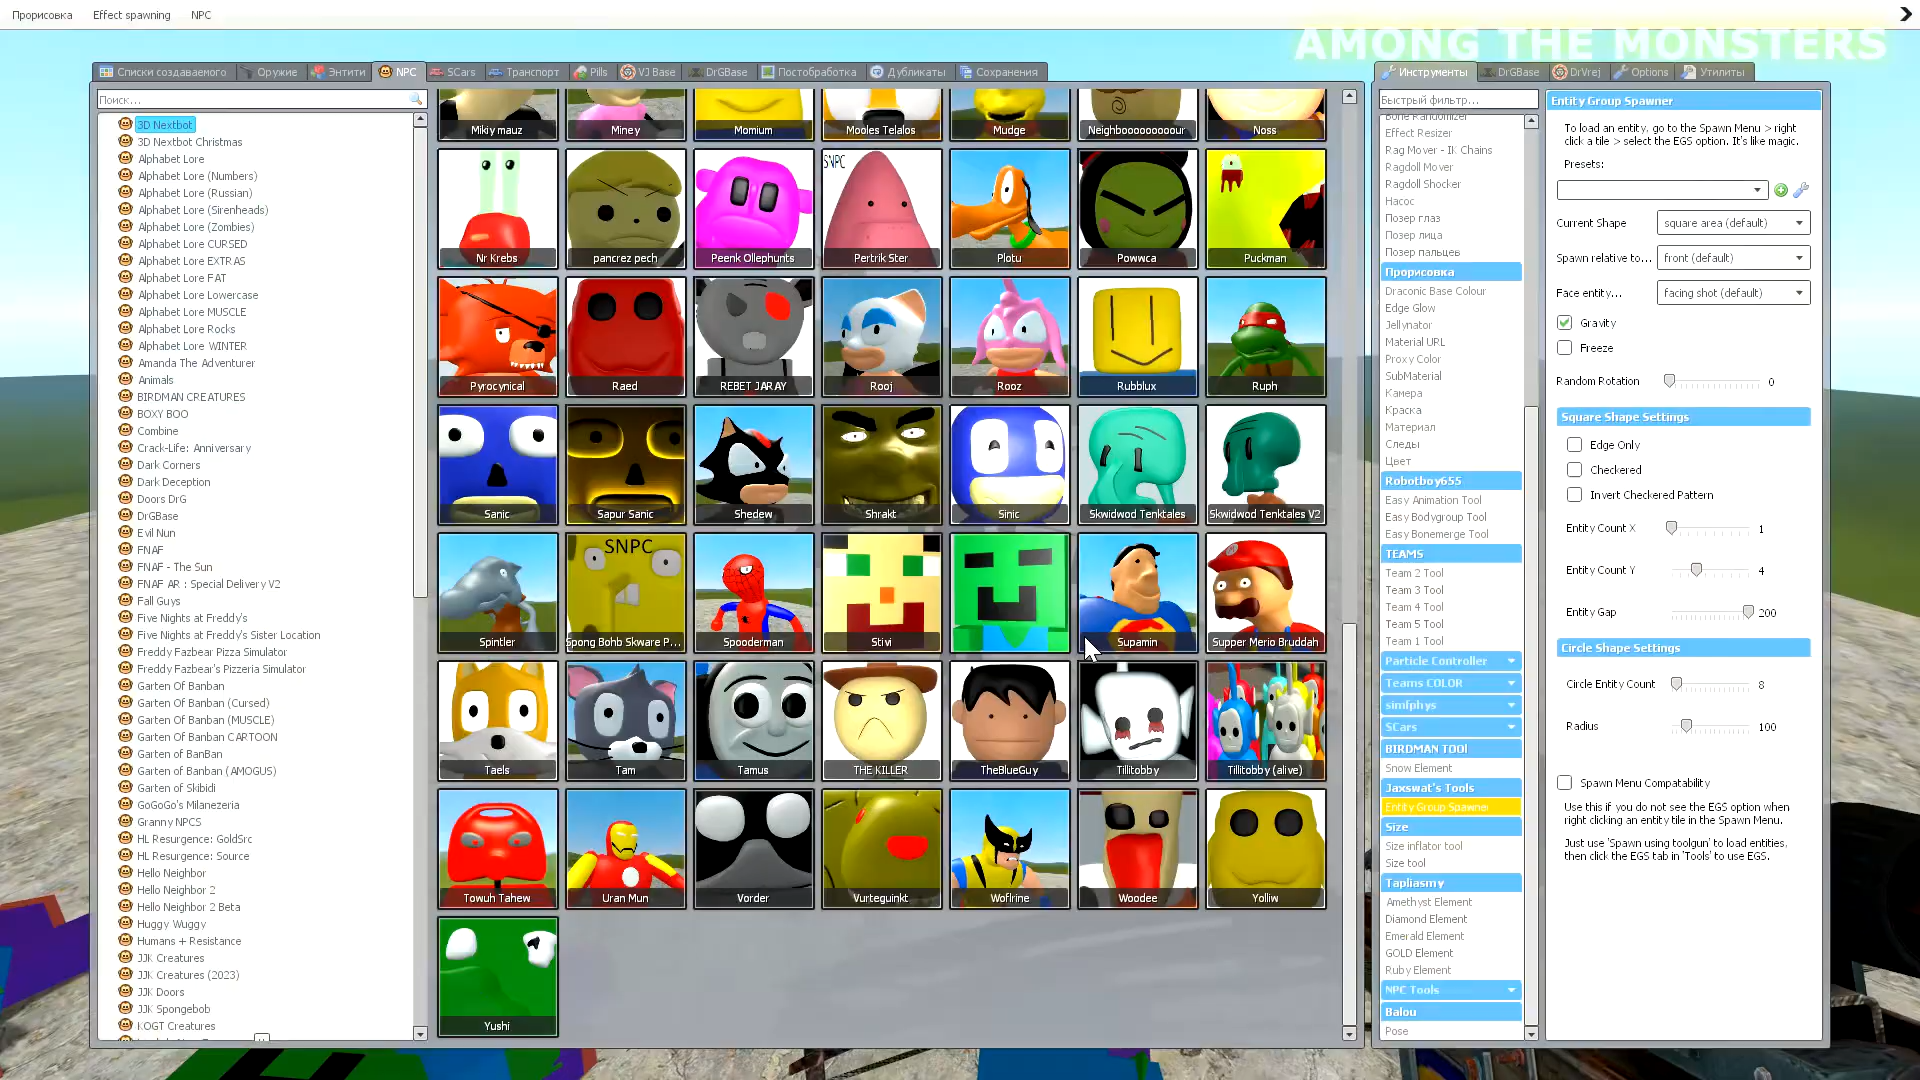 Прорисовка Effect spawning NPC
AMONG THE MONSTERS
Списки создаваемого Оружие Энтити NPC SCars Транспорт Pills VJ Base DrGBase Постобработка Дубликаты Сохранения
Инструменты DrGBase DrVrej Options Утилиты
Поиск...
3D Nextbot
3D Nextbot Christmas
Alphabet Lore
Alphabet Lore (Numbers)
Alphabet Lore (Russian)
Alphabet Lore (Sirenheads)
Alphabet Lore (Zombies)
Alphabet Lore CURSED
Alphabet Lore EXTRAS
Alphabet Lore FAT
Alphabet Lore Lowercase
Alphabet Lore MUSCLE
Alphabet Lore Rocks
Alphabet Lore WINTER
Amanda The Adventurer
Animals
BIRDMAN CREATURES
BOXY BOO
Combine
Crack-Life: Anniversary
Dark Corners
Dark Deception
Doors DrG
DrGBase
Evil Nun
FNAF
FNAF - The Sun
FNAF AR : Special Delivery V2
Fall Guys
Five Nights at Freddy's
Five Nights at Freddy's Sister Location
Freddy Fazbear Pizza Simulator
Freddy Fazbear's Pizzeria Simulator
Garten Of Banban
Garten Of Banban (Cursed)
Garten Of Banban (MUSCLE)
Garten Of Banban CARTOON
Garten of BanBan
Garten of Banban (AMOGUS)
Garten of Skibidi
GoGoGo's Milanezeria
Granny NPCS
HL Resurgence: GoldSrc
HL Resurgence: Source
Hello Neighbor
Hello Neighbor 2
Hello Neighbor 2 Beta
Huggy Wuggy
Humans + Resistance
JJK Creatures
JJK Creatures (2023)
JJK Doors
JJK Spongebob
KOGT Creatures
Mikiy mauz Miney Momium Mooles Telalos Mudge Neighboooooooooour Noss
SNPC
Nr Krebs pancrez pech Peenk Ollephunts Pertrik Ster Plotu Powwca Puckman
Pyrocynical Raed REBET JARAY Rooj Rooz Rubblux Ruph
Sanic Sapur Sanic Shedew Shrakt Sinic Skwidwod Tenktales Skwidwod Tenktales V2
SNPC
Spintler Spong Bohb Skware P... Spooderman Stivi Supamin Supper Merio Bruddah
Taels Tam Tamus THE KILLER TheBlueGuy Tillitobby Tillitobby (alive)
Towuh Tahew Uran Mun Vorder Vurteguinkt Woflrine Woodee Yolliw
Yushi
Быстрый фильтр...
Bone Randomizer
Effect Resizer
Rag Mover - IK Chains
Ragdoll Mover
Ragdoll Shocker
Насос
Позер глаз
Позер лица
Позер пальцев
Прорисовка
Draconic Base Colour
Edge Glow
Jellynator
Material URL
Proxy Color
SubMaterial
Камера
Краска
Материал
Следы
Цвет
Robotboy655
Easy Animation Tool
Easy Bodygroup Tool
Easy Bonemerge Tool
TEAMS
Team 2 Tool
Team 3 Tool
Team 4 Tool
Team 5 Tool
Team 1 Tool
Particle Controller
Teams COLOR
simfphys
SCars
BIRDMAN TOOl
Snow Element
Jaxswat's Tools
Entity Group Spawner
Size
Size inflator tool
Size tool
Tapliasmy
Amethyst Element
Diamond Element
Emerald Element
GOLD Element
Ruby Element
NPC Tools
Balou
Pose
Entity Group Spawner
To load an entity, go to the Spawn Menu > right
click a tile > select the EGS option. It's like magic.
Presets:
Current Shape square area (default)
Spawn relative to... front (default)
Face entity... facing shot (default)
Gravity
Freeze
Random Rotation 0
Square Shape Settings
Edge Only
Checkered
Invert Checkered Pattern
Entity Count X 1
Entity Count Y 4
Entity Gap 200
Circle Shape Settings
Circle Entity Count 8
Radius 100
Spawn Menu Compatability
Use this if you do not see the EGS option when
right clicking an entity tile in the Spawn Menu.
Just use 'Spawn using toolgun' to load entities,
then click the EGS tab in 'Tools' to use EGS.